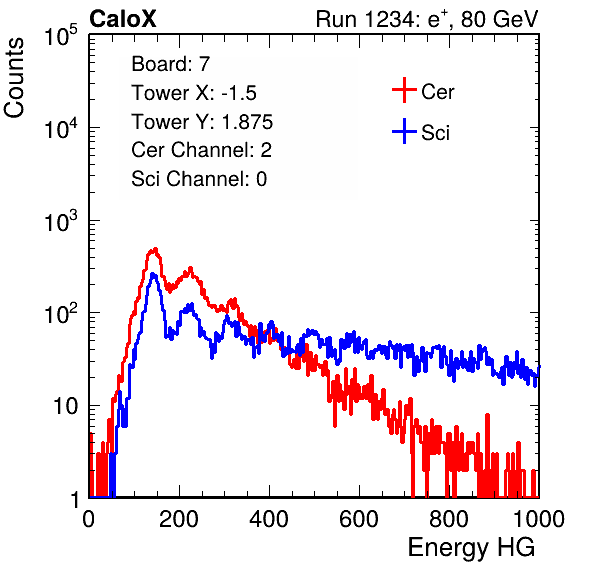 CaloX Run 1234: e⁺, 80 GeV
Counts
10⁵
10⁴
10³
10²
10
1
Board: 7
Tower X: -1.5
Tower Y: 1.875
Cer Channel: 2
Sci Channel: 0
Cer
Sci
0 200 400 600 800 1000
Energy HG